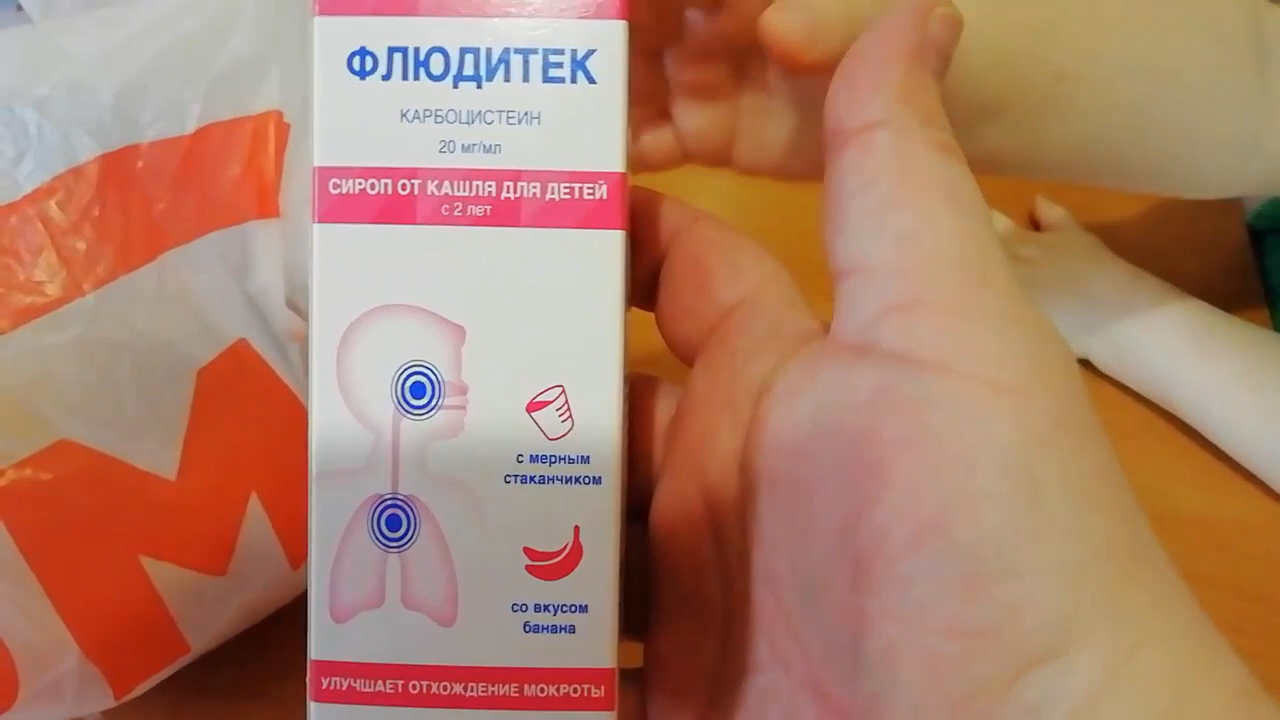 ФЛЮДИТЕК
КАРБОЦИСТЕИН
20 мг/мл
СИРОП ОТ КАШЛЯ ДЛЯ ДЕТЕЙ
с 2 лет
с мерным
стаканчиком
со вкусом
банана
УЛУЧШАЕТ ОТХОЖДЕНИЕ МОКРОТЫ